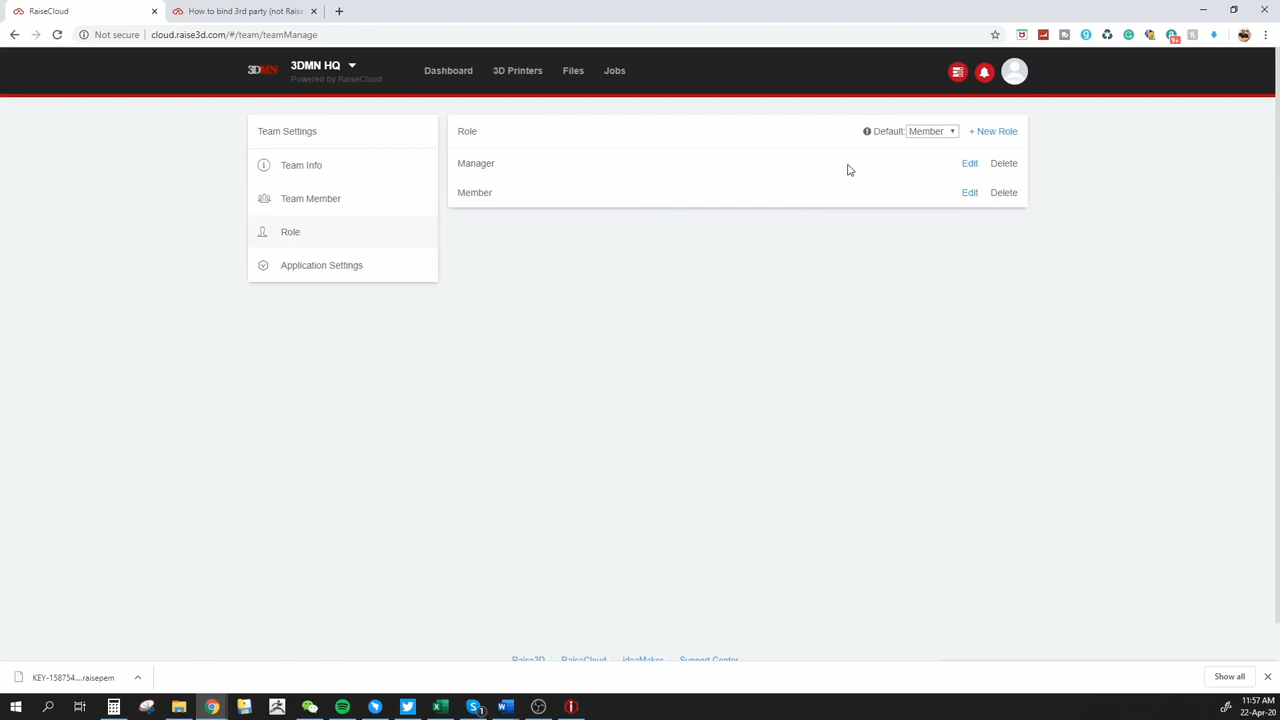 RaiseCloud
How to bind 3rd party (not Raise
Not secure
cloud.raise3d.com/#/team/teamManage
9+
3DMN
3DMN HQ
Powered by RaiseCloud
Dashboard
3D Printers
Files
Jobs
Team Settings
Team Info
Team Member
Role
Application Settings
Role
Default:
Member
+ New Role
Manager
Edit
Delete
Member
Edit
Delete
Raise3D
RaiseCloud
ideaMaker
Support Center
KEY-158754....raisepem
Show all
11:57 AM
22-Apr-20